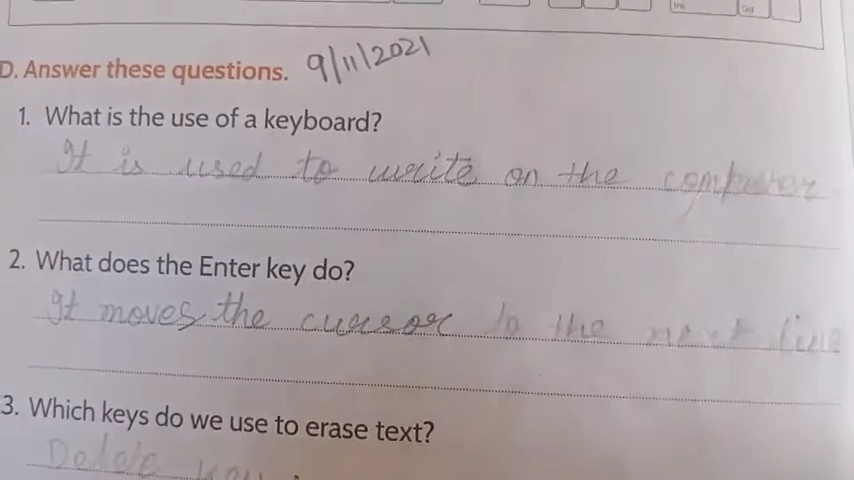 D. Answer these questions. 9/11/2021
1. What is the use of a keyboard?
It is used to write on the computer
2. What does the Enter key do?
It moves the cursor to the next line
3. Which keys do we use to erase text?
Delete key